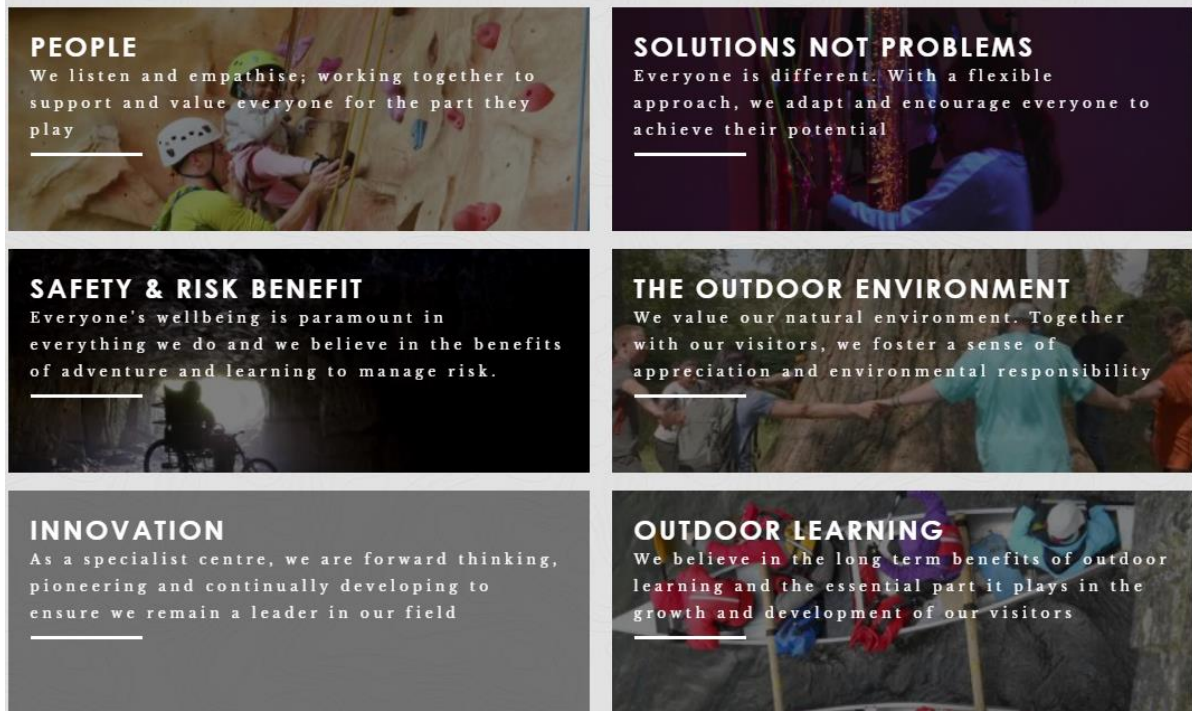 PEOPLE
We listen and empathise; working together to
support and value everyone for the part they
play
SOLUTIONS NOT PROBLEMS
Everyone is different. With a flexible
approach, we adapt and encourage everyone to
achieve their potential
SAFETY & RISK BENEFIT
Everyone's wellbeing is paramount in
everything we do and we believe in the benefits
of adventure and learning to manage risk.
THE OUTDOOR ENVIRONMENT
We value our natural environment. Together
with our visitors, we foster a sense of
appreciation and environmental responsibility
INNOVATION
As a specialist centre, we are forward thinking,
pioneering and continually developing to
ensure we remain a leader in our field
OUTDOOR LEARNING
We believe in the long term benefits of outdoor
learning and the essential part it plays in the
growth and development of our visitors